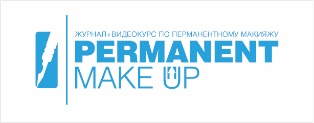 ЖУРНАЛ+ВИДЕОКУРС ПО ПЕРМАНЕНТНОМУ МАКИЯЖУ
PERMANENT
MAKE UP